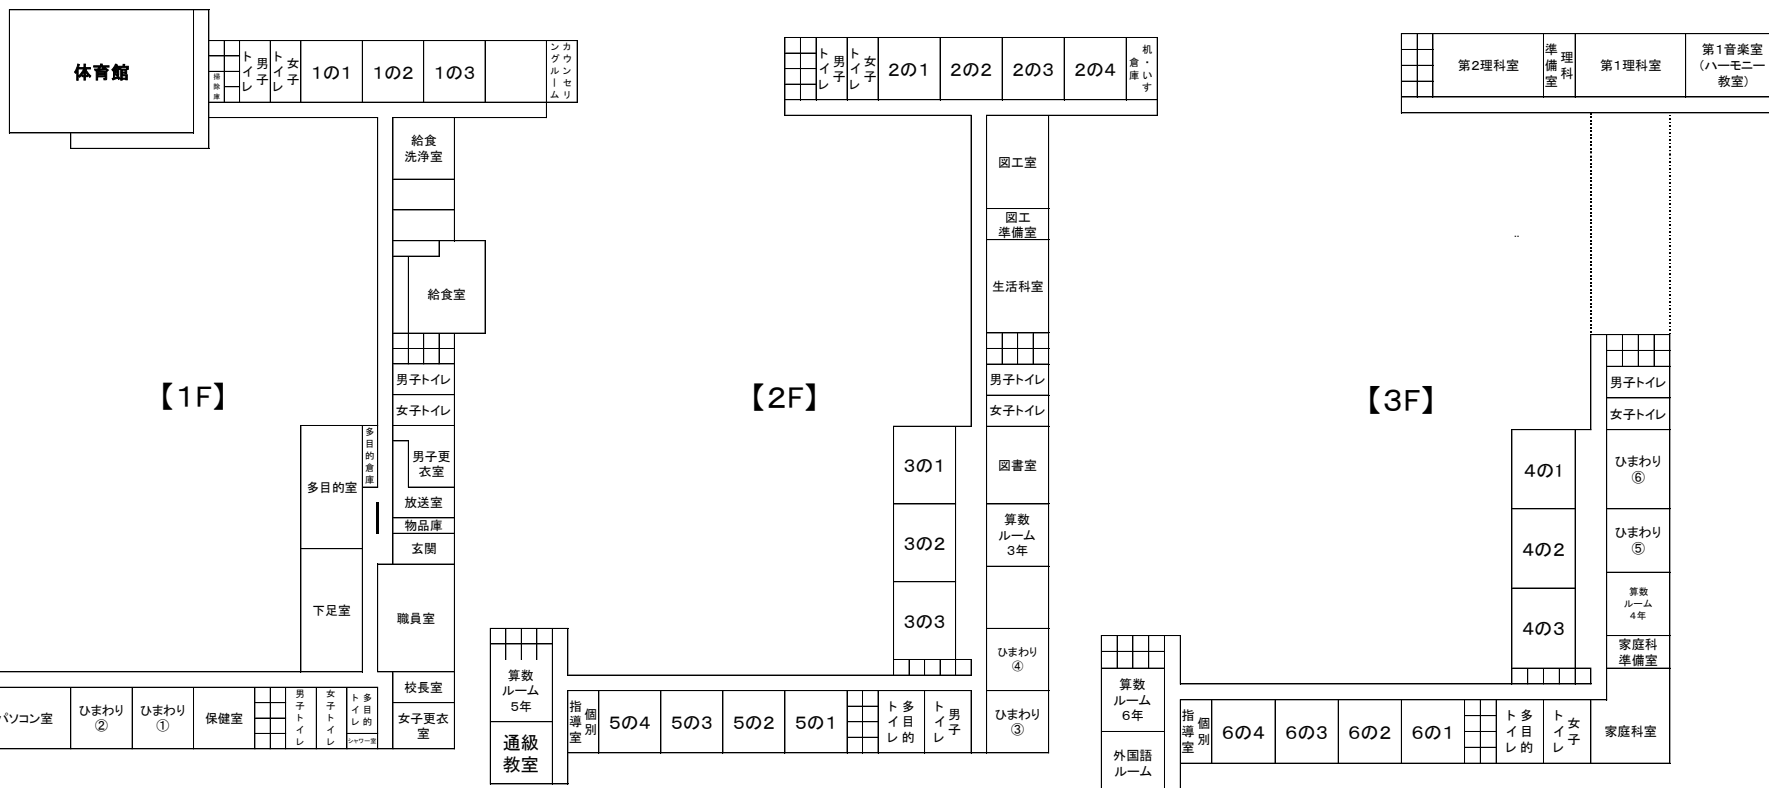 体育館
掃除庫
男子
トイレ
女子
トイレ
1の1
1の2
1の3
カウンセリ
ングルーム
給食
洗浄室
給食室
男子トイレ
女子トイレ
多目的倉庫
男子更
衣室
多目的室
放送室
物品庫
玄関
下足室
職員室
校長室
女子更衣
室
パソコン室
ひまわり
②
ひまわり
①
保健室
男子トイレ
女子トイレ
多目的
トイレ
シャワー室
【1F】
男子
トイレ
女子
トイレ
2の1
2の2
2の3
2の4
机・いす
倉庫
図工室
図工
準備室
生活科室
男子トイレ
女子トイレ
3の1
図書室
3の2
算数
ルーム
3年
3の3
ひまわり
④
ひまわり
③
算数
ルーム
5年
通級
教室
個別
指導室
5の4
5の3
5の2
5の1
多目的
トイレ
男子
トイレ
【2F】
第2理科室
理科
準備室
第1理科室
第1音楽室
(ハーモニー
教室)
..
男子トイレ
女子トイレ
4の1
ひまわり
⑥
4の2
ひまわり
⑤
算数
ルーム
4年
4の3
家庭科
準備室
家庭科室
算数
ルーム
6年
外国語
ルーム
個別
指導室
6の4
6の3
6の2
6の1
多目的
トイレ
女子
トイレ
【3F】